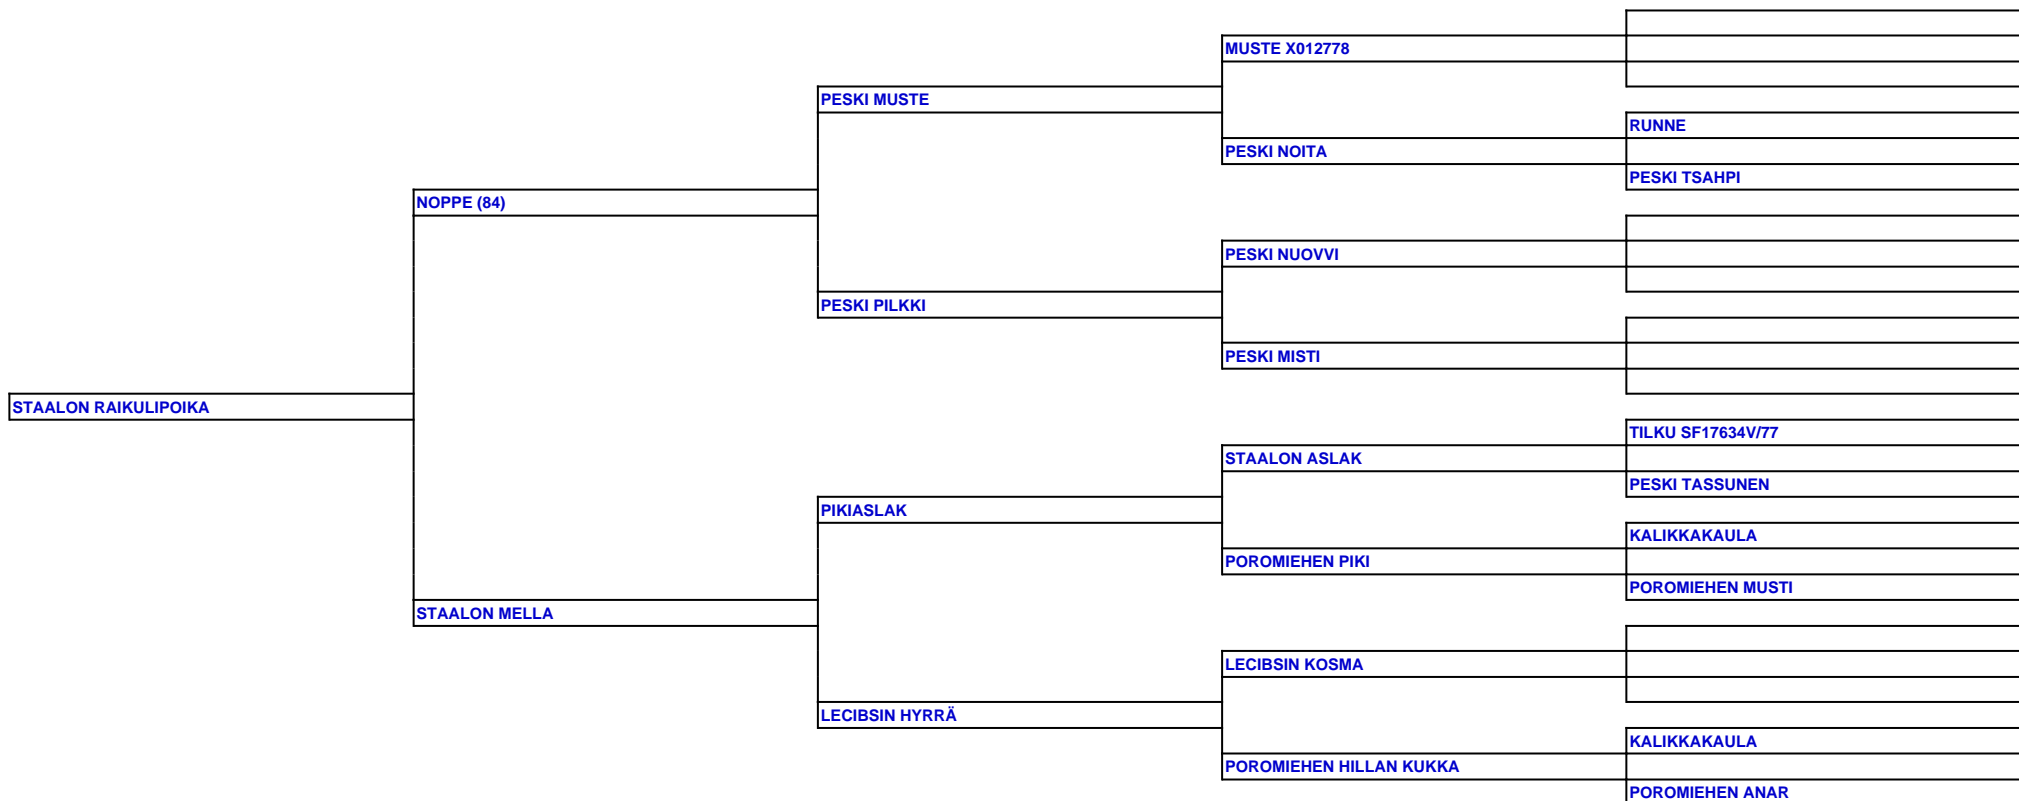 MUSTE X012778
PESKI MUSTE
RUNNE
PESKI NOITA
PESKI TSAHPI
NOPPE (84)
PESKI NUOVVI
PESKI PILKKI
PESKI MISTI
STAALON RAIKULIPOIKA
TILKU SF17634V/77
STAALON ASLAK
PESKI TASSUNEN
PIKIASLAK
KALIKKAKAULA
POROMIEHEN PIKI
POROMIEHEN MUSTI
STAALON MELLA
LECIBSIN KOSMA
LECIBSIN HYRRÄ
KALIKKAKAULA
POROMIEHEN HILLAN KUKKA
POROMIEHEN ANAR